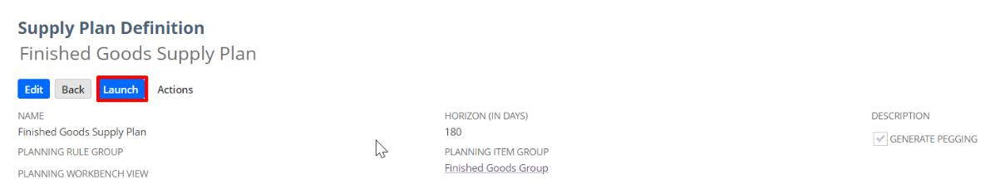 Supply Plan Definition
Finished Goods Supply Plan
Edit Back Launch Actions
NAME HORIZON (IN DAYS) DESCRIPTION
Finished Goods Supply Plan 180 GENERATE PEGGING
PLANNING RULE GROUP PLANNING ITEM GROUP
Finished Goods Group
PLANNING WORKBENCH VIEW